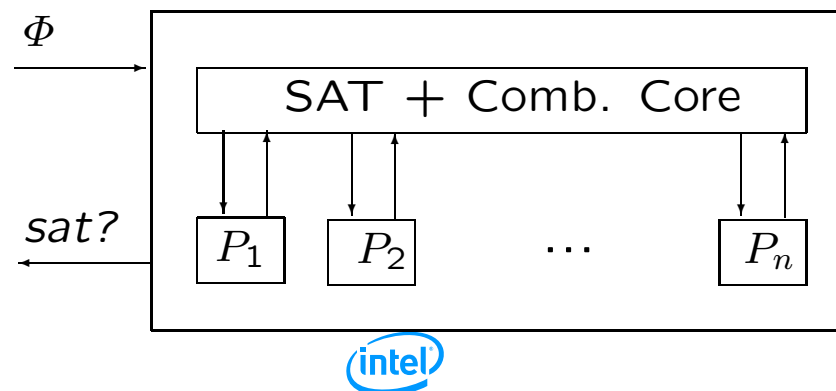 Φ
SAT + Comb. Core
sat?
P₁ P₂ ... Pₙ
intel